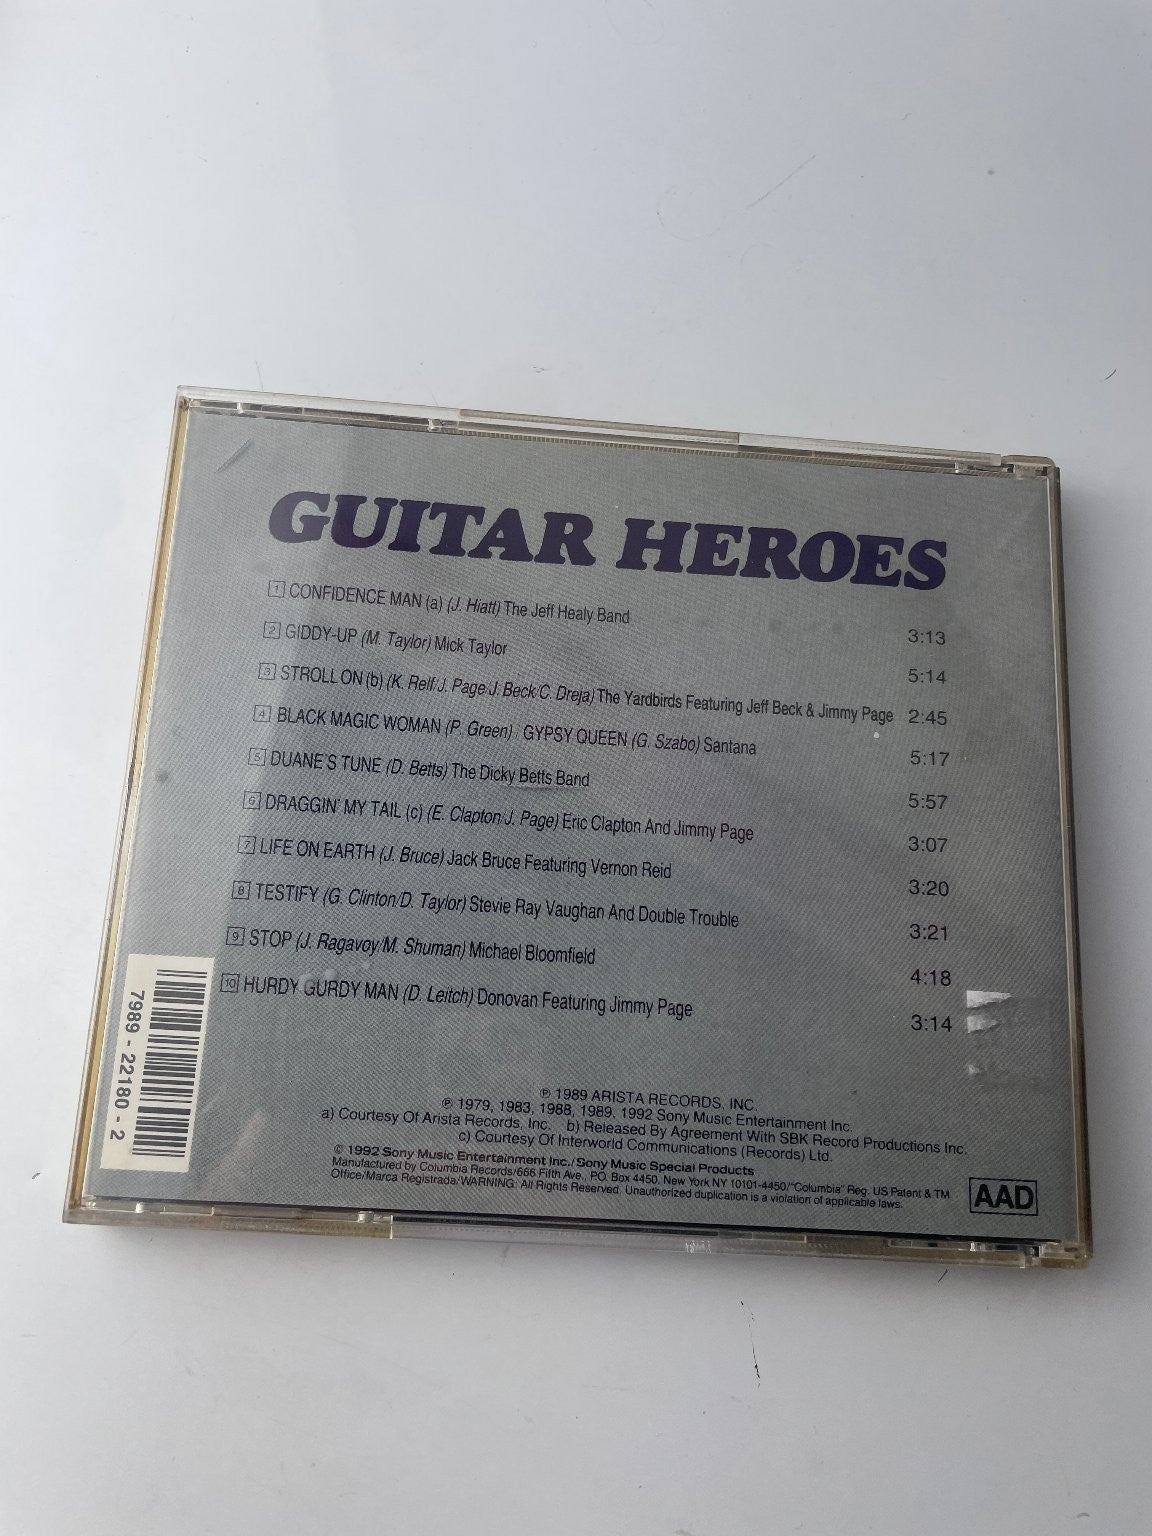 GUITAR HEROES
1 CONFIDENCE MAN (a) (J. Hiatt) The Jeff Healy Band 3:13
2 GIDDY-UP (M. Taylor) Mick Taylor 5:14
3 STROLL ON (b) (K. Relf/J. Page/J. Beck/C. Dreja) The Yardbirds Featuring Jeff Beck & Jimmy Page 2:45
4 BLACK MAGIC WOMAN (P. Green)/GYPSY QUEEN (G. Szabo) Santana 5:17
5 DUANE'S TUNE (D. Betts) The Dicky Betts Band 5:57
6 DRAGGIN' MY TAIL (c) (E. Clapton/J. Page) Eric Clapton And Jimmy Page 3:07
7 LIFE ON EARTH (J. Bruce) Jack Bruce Featuring Vernon Reid 3:20
8 TESTIFY (G. Clinton/D. Taylor) Stevie Ray Vaughan And Double Trouble 3:21
9 STOP (J. Ragavoy/M. Shuman) Michael Bloomfield 4:18
10 HURDY GURDY MAN (D. Leitch) Donovan Featuring Jimmy Page 3:14
7989-22180-2
℗ 1989 ARISTA RECORDS, INC.
℗ 1979, 1983, 1988, 1989, 1992 Sony Music Entertainment Inc.
a) Courtesy Of Arista Records, Inc. b) Released By Agreement With SBK Record Productions Inc.
c) Courtesy Of Interworld Communications (Records) Ltd.
© 1992 Sony Music Entertainment Inc./Sony Music Special Products
Manufactured by Columbia Records/666 Fifth Ave., P.O. Box 4450, New York NY 10101-4450/"Columbia" Reg. US Patent & TM
Office/Marca Registrada/WARNING: All Rights Reserved. Unauthorized duplication is a violation of applicable laws.
AAD